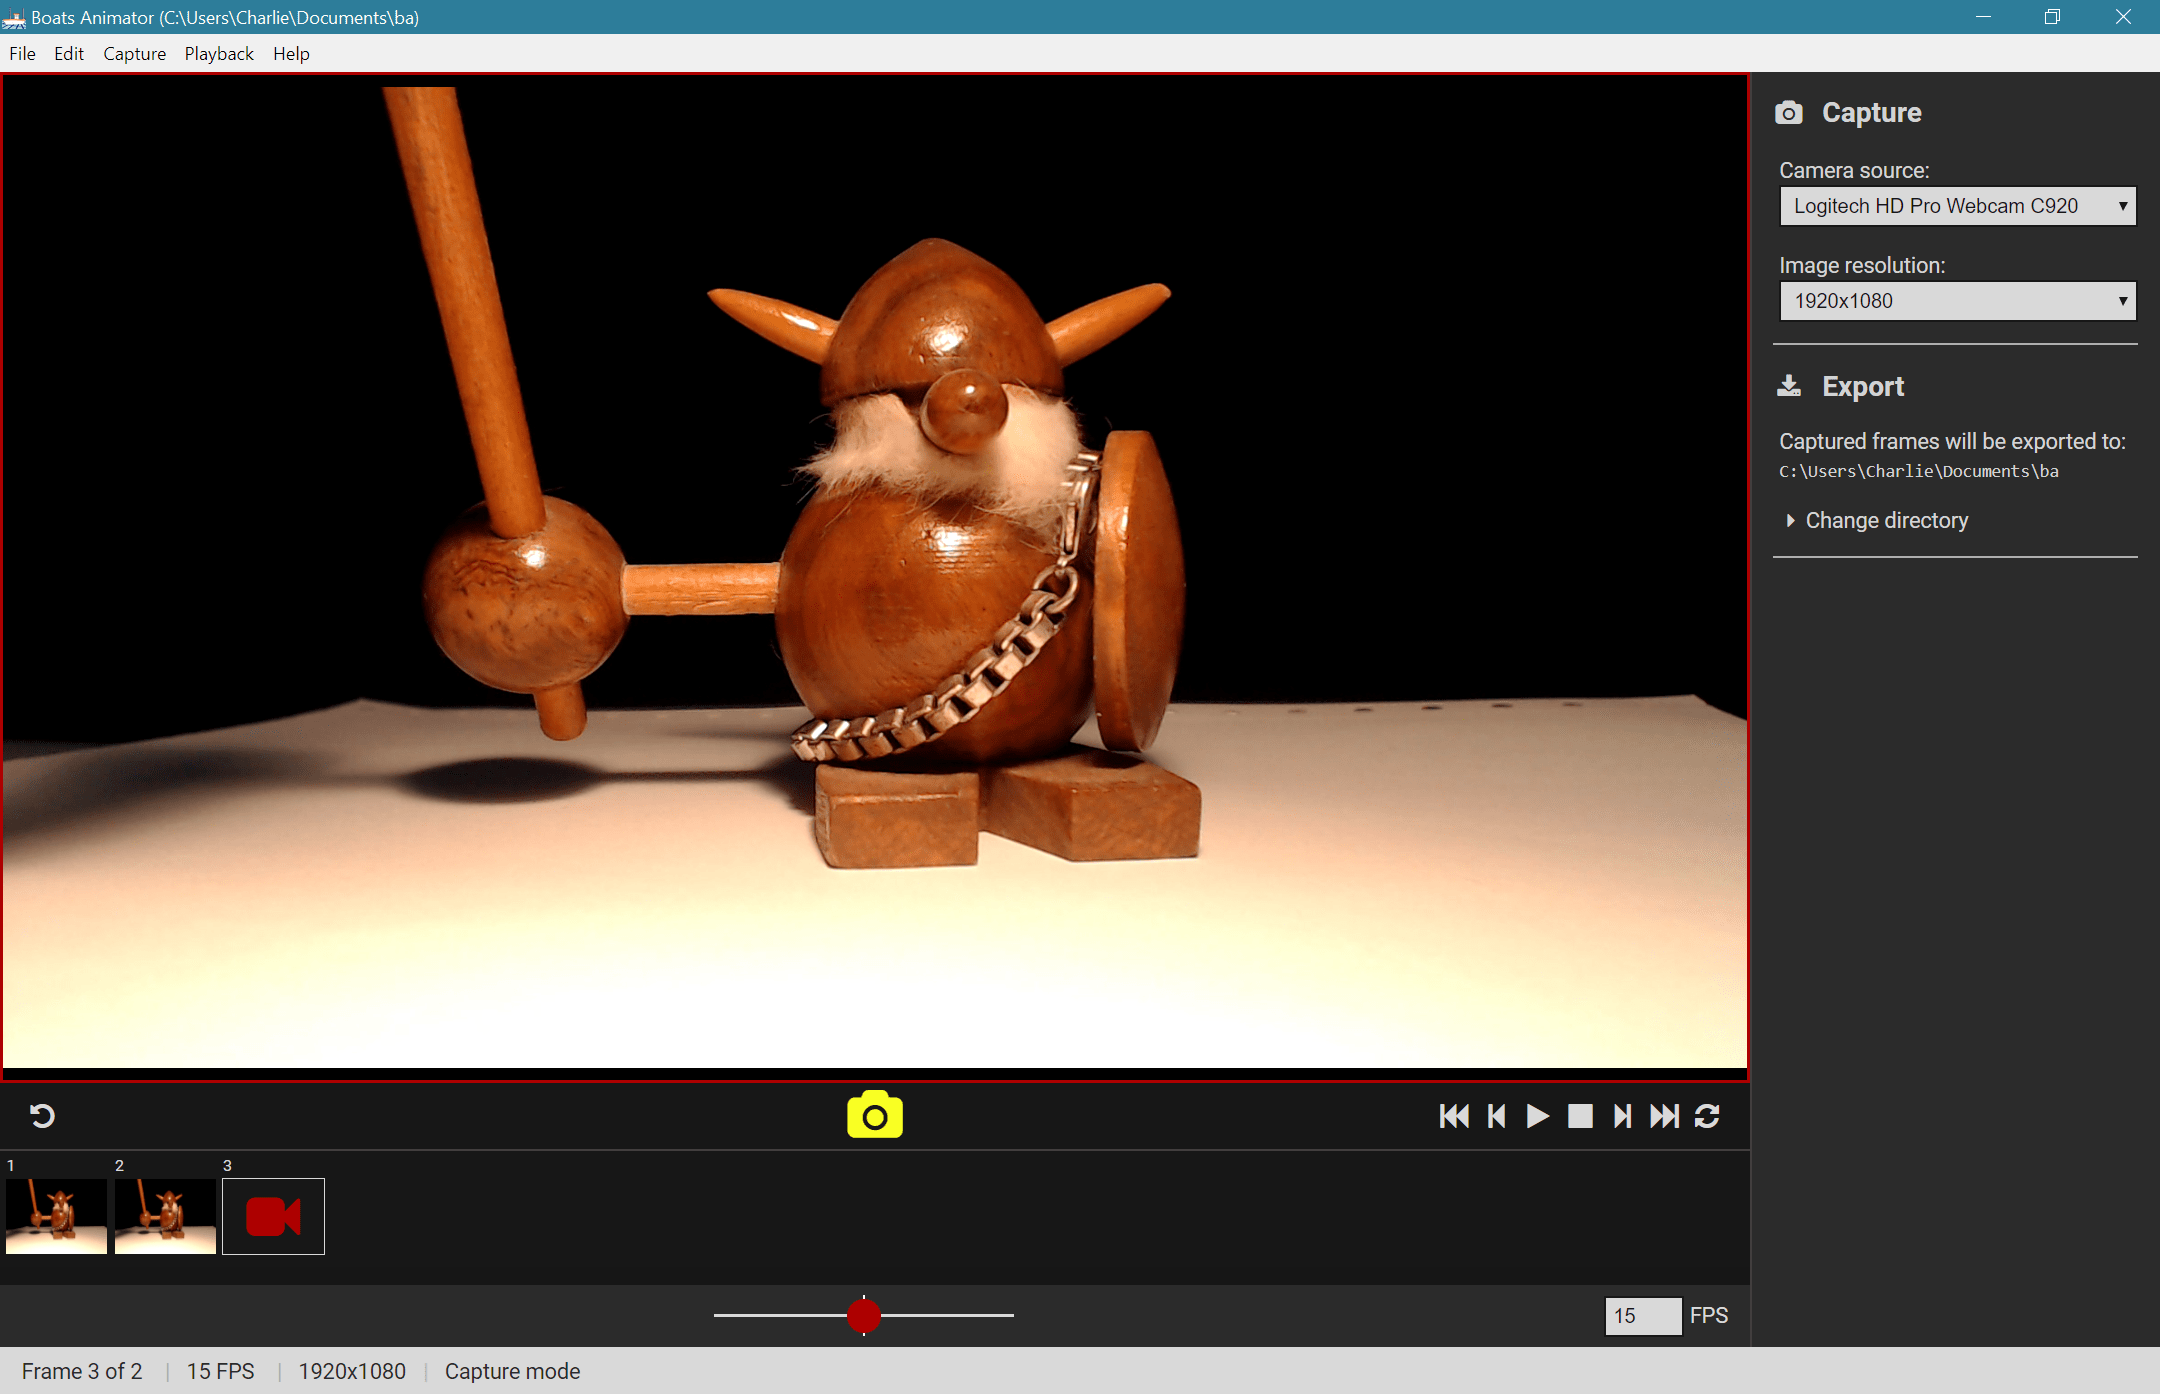 Boats Animator (C:\Users\Charlie\Documents\ba)
File Edit Capture Playback Help
Capture
Camera source:
Logitech HD Pro Webcam C920
Image resolution:
1920x1080
Export
Captured frames will be exported to:
C:\Users\Charlie\Documents\ba
Change directory
1 2 3
15 FPS
Frame 3 of 2 | 15 FPS | 1920x1080 | Capture mode